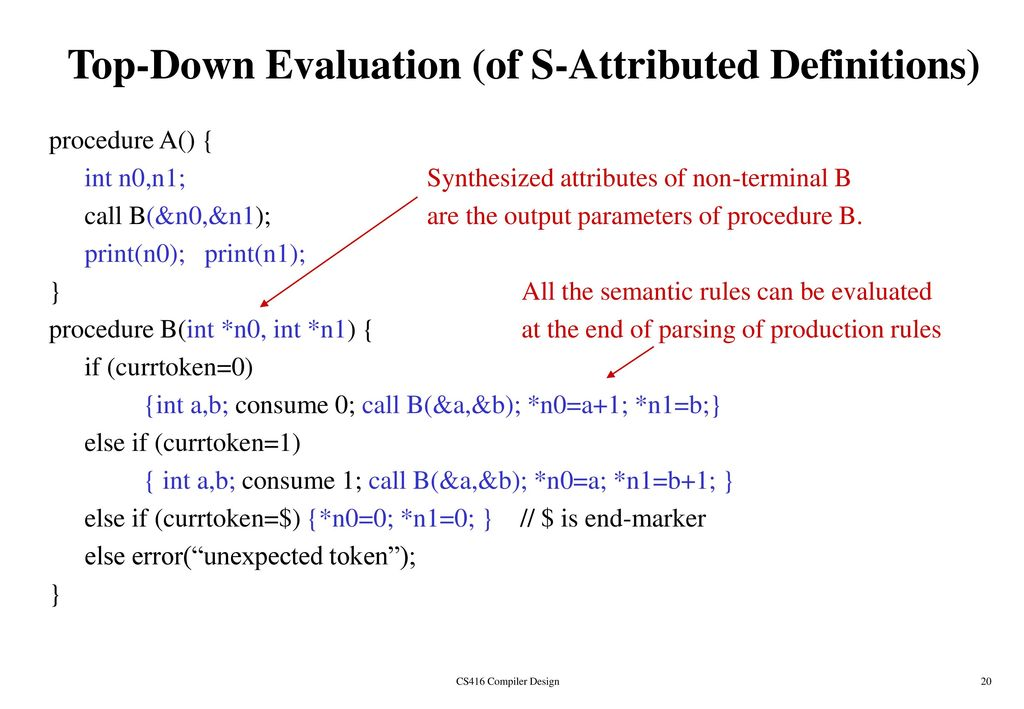 Top-Down Evaluation (of S-Attributed Definitions)
procedure A() {
int n0,n1;
Synthesized attributes of non-terminal B
call B(&n0,&n1);
are the output parameters of procedure B.
print(n0); print(n1);
}
All the semantic rules can be evaluated
procedure B(int *n0, int *n1) {
at the end of parsing of production rules
if (currtoken=0)
{int a,b; consume 0; call B(&a,&b); *n0=a+1; *n1=b;}
else if (currtoken=1)
{ int a,b; consume 1; call B(&a,&b); *n0=a; *n1=b+1; }
else if (currtoken=$) {*n0=0; *n1=0; } // $ is end-marker
else error(“unexpected token”);
}
CS416 Compiler Design
20